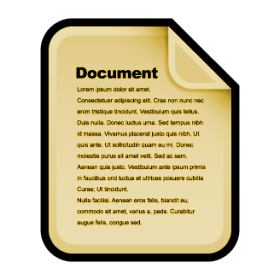 Document
Lorem ipsum dolor sit amet.
Consectetuer adipiscing elit. Cras non nunc nec
enim tristique tincidunt. Vestibulum quis tellus.
Duis nulla. Donec luctus urna. Sed tempus nibh
id massa. Vivamus placerat justo quis nibh. Ut
quis ante. Ut sollicitudin quam eu mi. Donec
molestie purus sit amet velit. Sed ac sem.
Aenean quis justo. Vestibulum ante ipsum primis
in faucibus orci luctus et ultrices posuere cubilia
Curae; Ut tincidunt.
Nulla facilisi. Aenean eros felis, blandit eu,
commodo sit amet, varius a, pede. Curabitur
augue felis, congue sed.